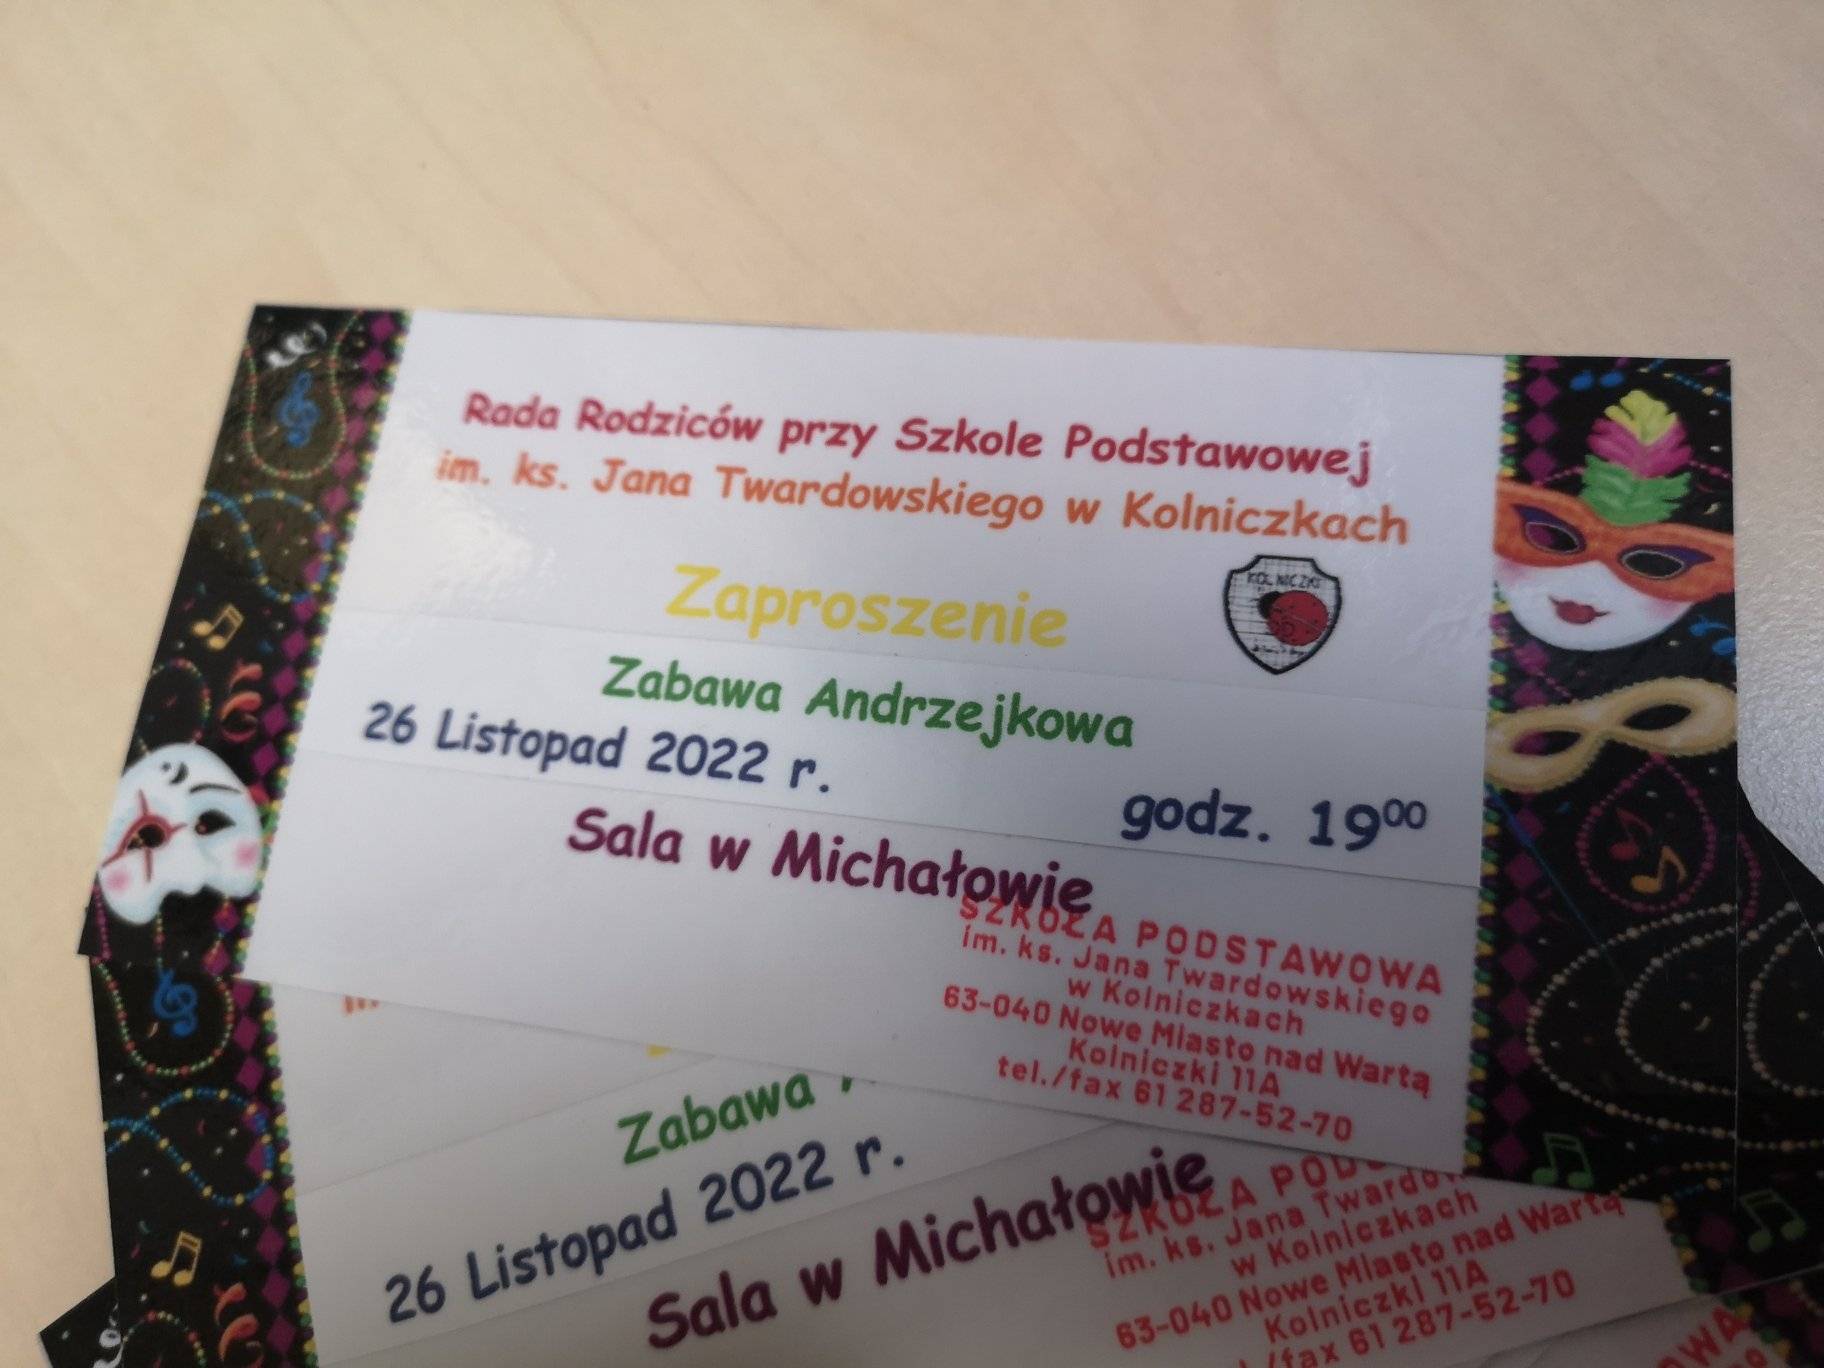 Rada Rodziców przy Szkole Podstawowej
im. ks. Jana Twardowskiego w Kolniczkach
Zaproszenie
KOLNICZKI
Zabawa Andrzejkowa
26 Listopad 2022 r.
godz. 19⁰⁰
Sala w Michałowie
SZKOŁA PODSTAWOWA
im. ks. Jana Twardowskiego
w Kolniczkach
63-040 Nowe Miasto nad Wartą
Kolniczki 11A
tel./fax 61 287-52-70
Zabawa
26 Listopad 2022 r.
Sala w Michałowie
SZKOŁA
im. ks. Jana
w Kolniczkach
63-040 Nowe Miasto nad Wartą
Kolniczki 11A
/fax 61 287-52-70